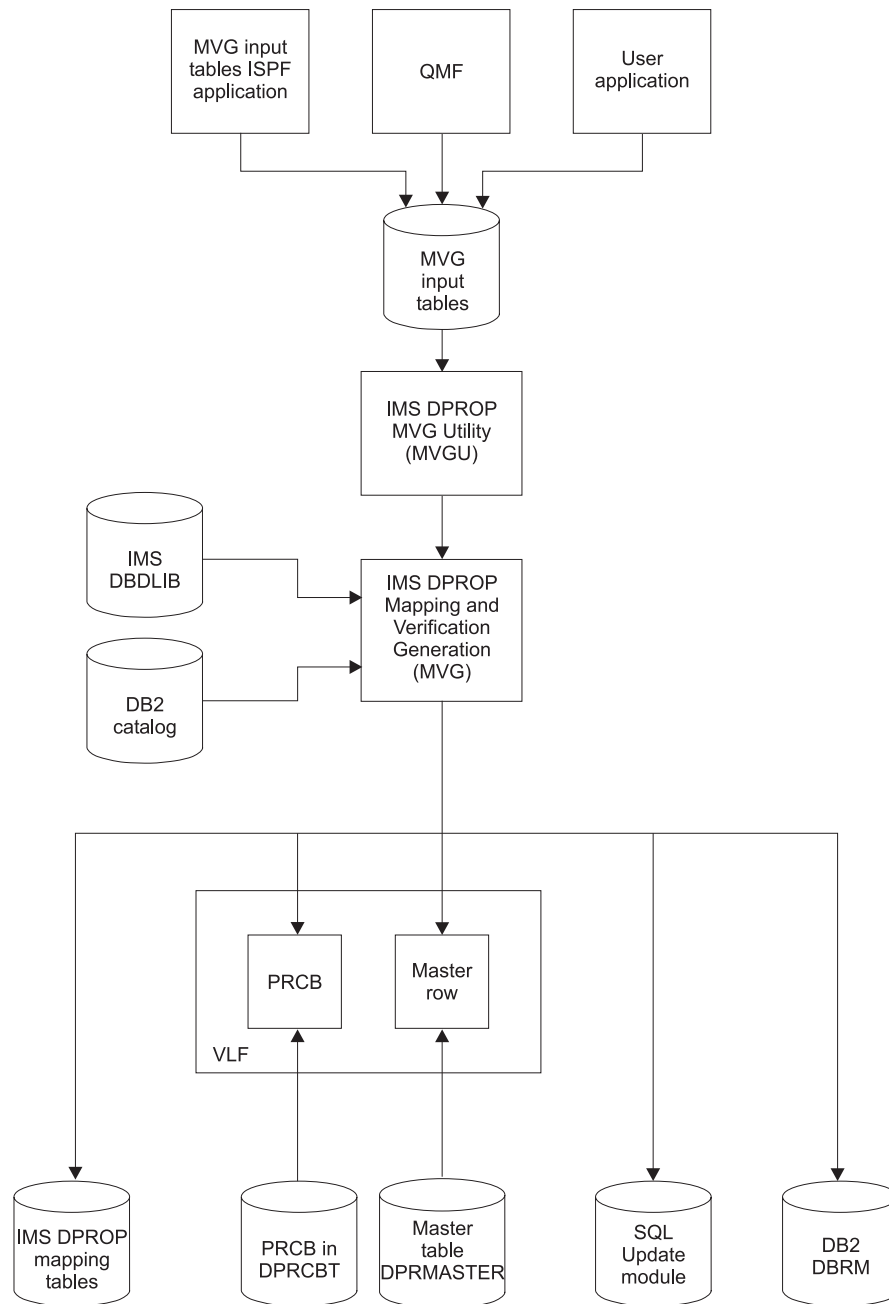 MVG input
tables ISPF
application
QMF
User
application
MVG
input
tables
IMS DPROP
MVG Utility
(MVGU)
IMS
DBDLIB
IMS DPROP
Mapping and
Verification
Generation
(MVG)
DB2
catalog
PRCB
Master
row
VLF
IMS DPROP
mapping
tables
PRCB in
DPRCBT
Master
table
DPRMASTER
SQL
Update
module
DB2
DBRM